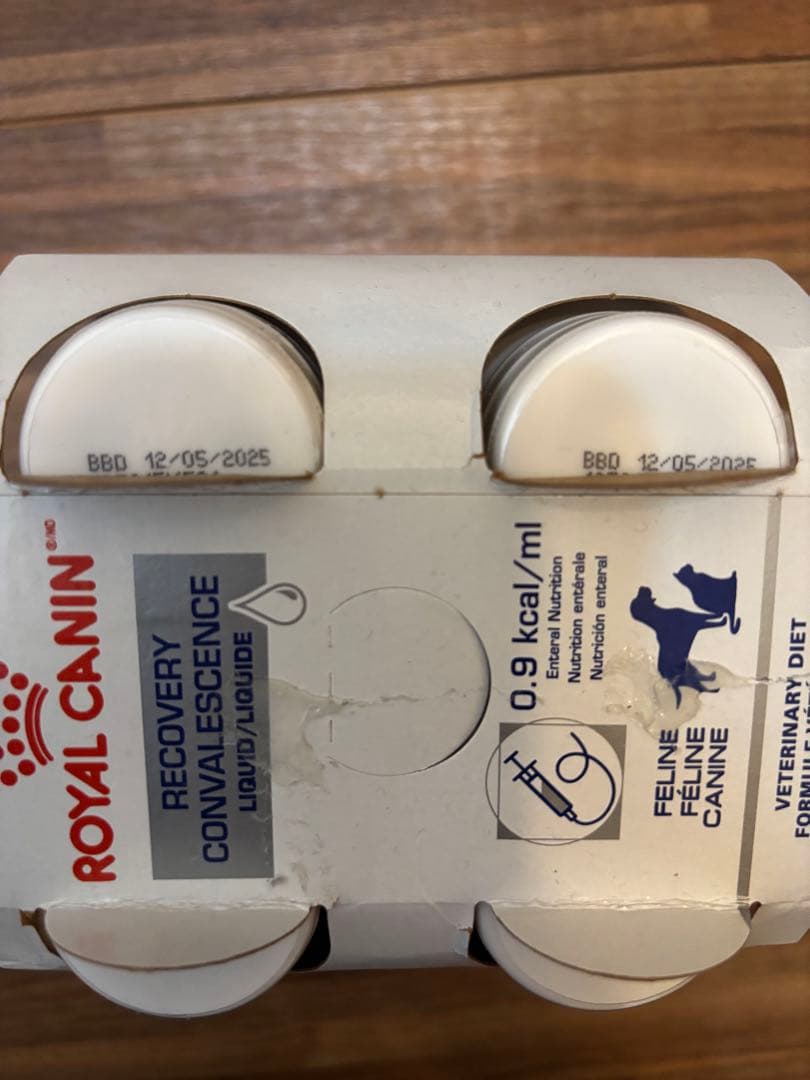 BBD 12/05/2025
BBD 12/05/2025
ROYAL CANIN
RECOVERY
CONVALESCENCE
LIQUID/LIQUIDE
0.9 kcal/ml
Enteral Nutrition
Nutrition entérale
Nutrición enteral
FELINE
FÉLINE
CANINE
VETERINARY DIET